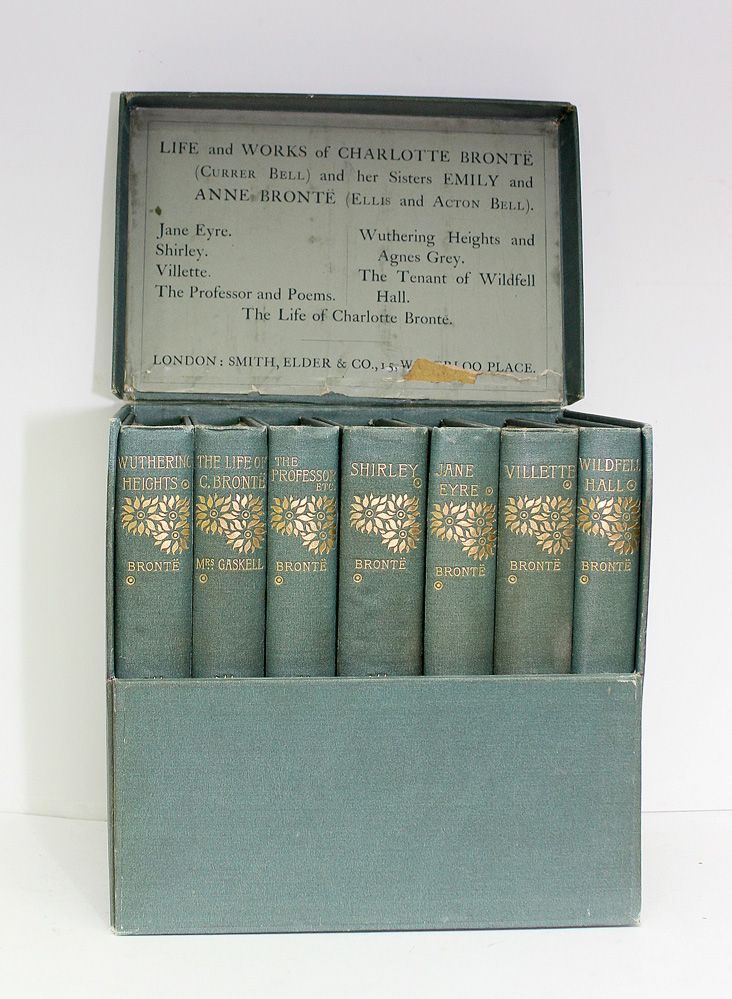 LIFE and WORKS of CHARLOTTE BRONTË
(CURRER BELL) and her Sisters EMILY and
ANNE BRONTË (ELLIS and ACTON BELL).
Jane Eyre.
Shirley.
Villette.
The Professor and Poems.
Wuthering Heights and
Agnes Grey.
The Tenant of Wildfell
Hall.
The Life of Charlotte Brontë.
LONDON: SMITH, ELDER & CO., 15, WATERLOO PLACE.
WUTHERING
HEIGHTS
BRONTË
THE LIFE OF
C. BRONTË
MRS GASKELL
THE
PROFESSOR
ETC.
BRONTË
SHIRLEY
BRONTË
JANE
EYRE
BRONTË
VILLETTE
BRONTË
WILDFELL
HALL
BRONTË